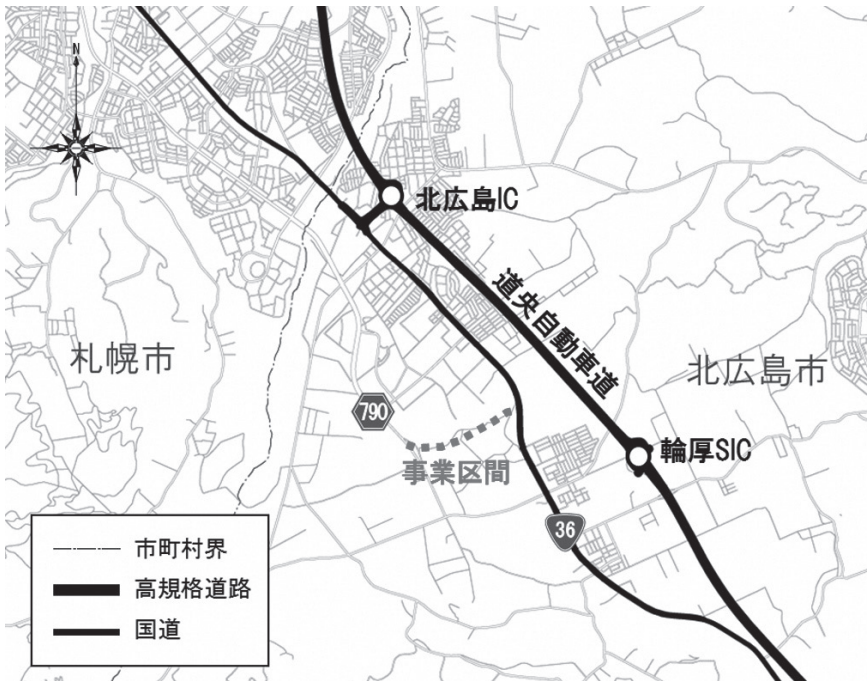 N
北広島IC
道央自動車道
札幌市
北広島市
790
事業区間
輪厚SIC
36
市町村界
高規格道路
国道